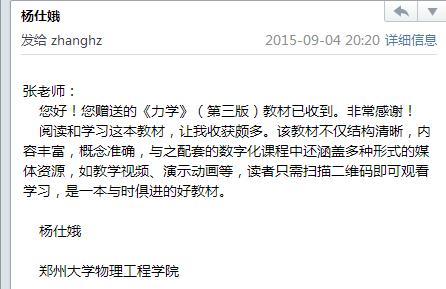 杨仕娥
发给 zhanghz 2015-09-04 20:20 详细信息
张老师：
您好！您赠送的《力学》（第三版）教材已收到。非常感谢！
阅读和学习这本教材，让我收获颇多。该教材不仅结构清晰，内
容丰富，概念准确，与之配套的数字化课程中还涵盖多种形式的媒
体资源，如教学视频、演示动画等，读者只需扫描二维码即可观看
学习，是一本与时俱进的好教材。
杨仕娥
郑州大学物理工程学院